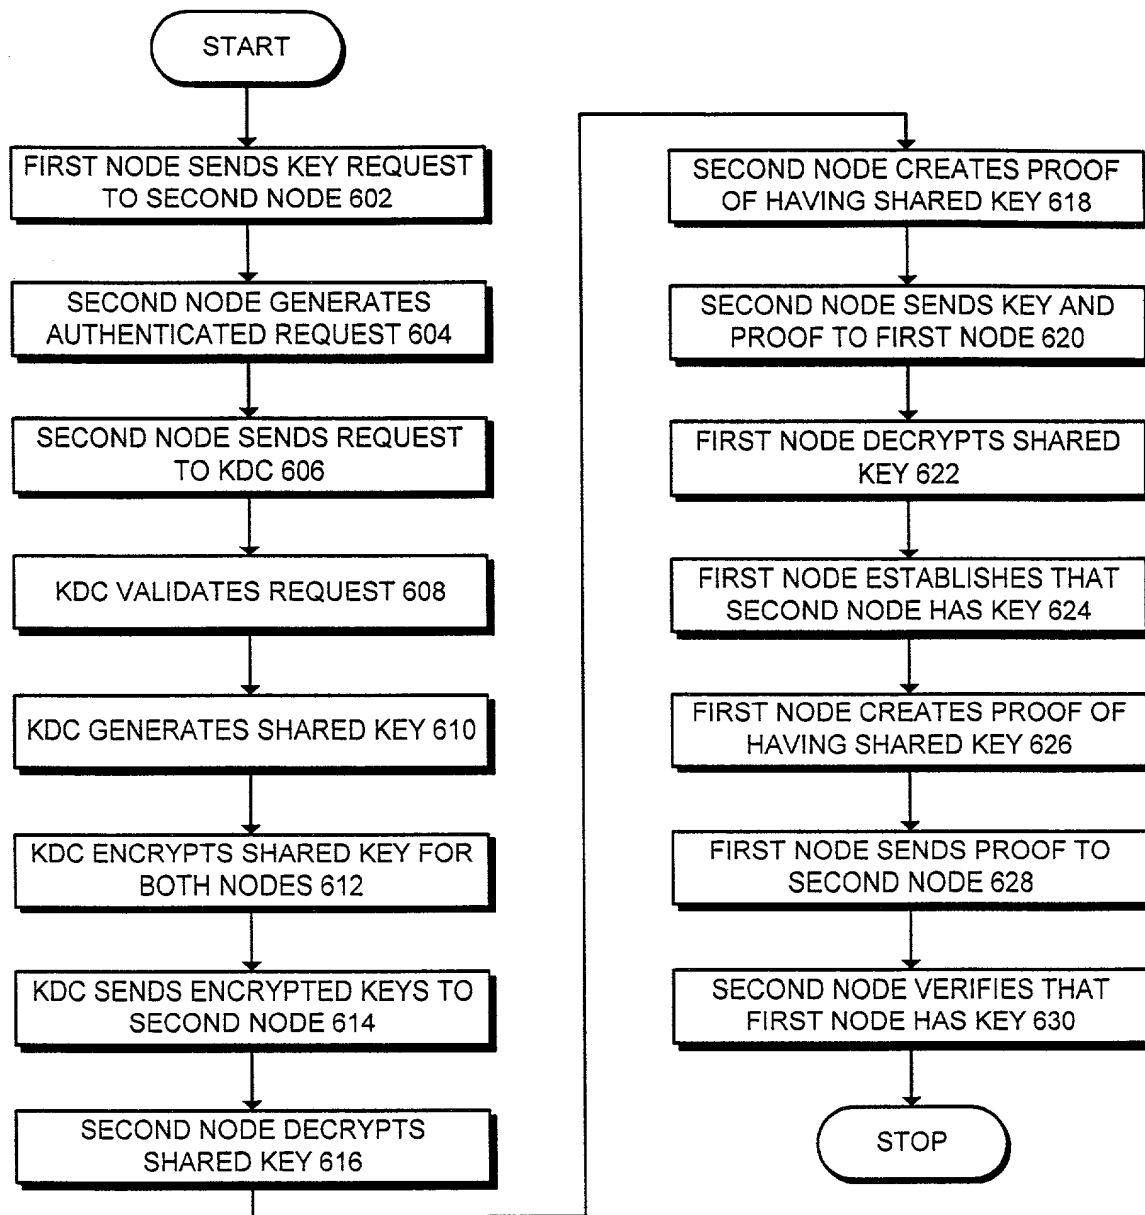 START
FIRST NODE SENDS KEY REQUEST
TO SECOND NODE 602
SECOND NODE GENERATES
AUTHENTICATED REQUEST 604
SECOND NODE SENDS REQUEST
TO KDC 606
KDC VALIDATES REQUEST 608
KDC GENERATES SHARED KEY 610
KDC ENCRYPTS SHARED KEY FOR
BOTH NODES 612
KDC SENDS ENCRYPTED KEYS TO
SECOND NODE 614
SECOND NODE DECRYPTS
SHARED KEY 616
SECOND NODE CREATES PROOF
OF HAVING SHARED KEY 618
SECOND NODE SENDS KEY AND
PROOF TO FIRST NODE 620
FIRST NODE DECRYPTS SHARED
KEY 622
FIRST NODE ESTABLISHES THAT
SECOND NODE HAS KEY 624
FIRST NODE CREATES PROOF OF
HAVING SHARED KEY 626
FIRST NODE SENDS PROOF TO
SECOND NODE 628
SECOND NODE VERIFIES THAT
FIRST NODE HAS KEY 630
STOP